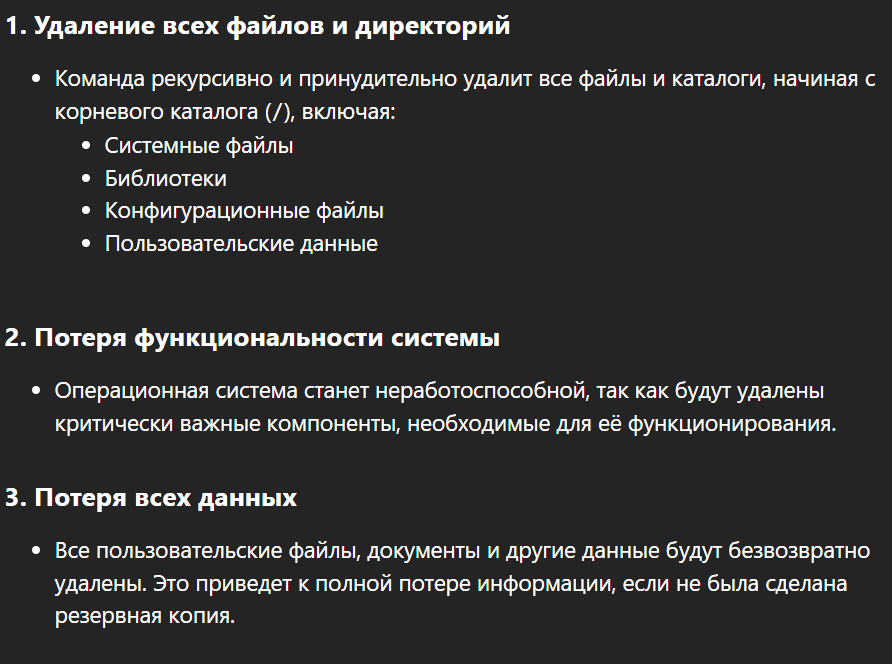 1. Удаление всех файлов и директорий
• Команда рекурсивно и принудительно удалит все файлы и каталоги, начиная с
корневого каталога (/), включая:
• Системные файлы
• Библиотеки
• Конфигурационные файлы
• Пользовательские данные
2. Потеря функциональности системы
• Операционная система станет неработоспособной, так как будут удалены
критически важные компоненты, необходимые для её функционирования.
3. Потеря всех данных
• Все пользовательские файлы, документы и другие данные будут безвозвратно
удалены. Это приведет к полной потере информации, если не была сделана
резервная копия.